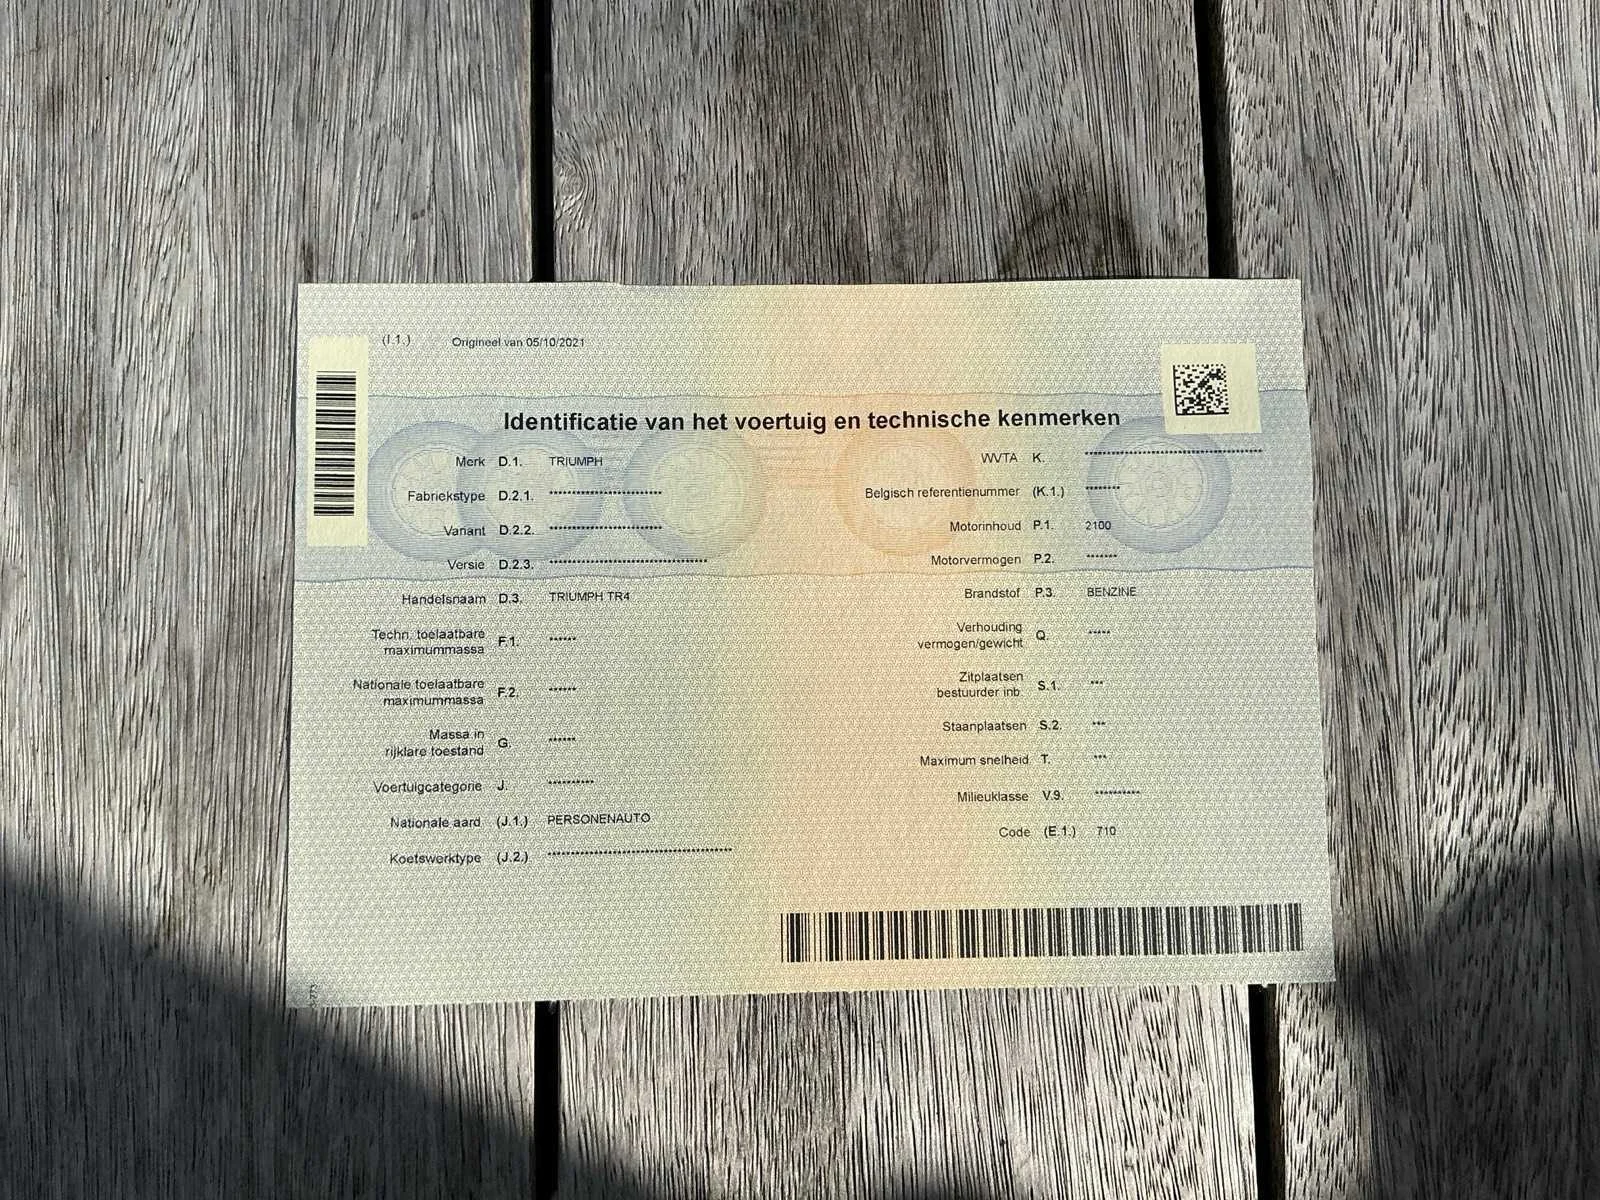 (I.1.) Origineel van 05/10/2021
Identificatie van het voertuig en technische kenmerken
Merk D.1. TRIUMPH
Fabriekstype D.2.1. **********************
Variant D.2.2. **********************
Versie D.2.3. *******************************
Handelsnaam D.3. TRIUMPH TR4
Techn. toelaatbare
maximummassa F.1. ******
Nationale toelaatbare
maximummassa F.2. ******
Massa in
rijklare toestand G. ******
Voertuigcategorie J. **********
Nationale aard (J.1.) PERSONENAUTO
Koetswerktype (J.2.) ************************************
WVTA K. ***********************************
Belgisch referentienummer (K.1.) ********
Motorinhoud P.1. 2100
Motorvermogen P.2. *******
Brandstof P.3. BENZINE
Verhouding
vermogen/gewicht Q. *****
Zitplaatsen
bestuurder inb. S.1. ***
Staanplaatsen S.2. ***
Maximum snelheid T. ***
Milieuklasse V.9. **********
Code (E.1.) 710